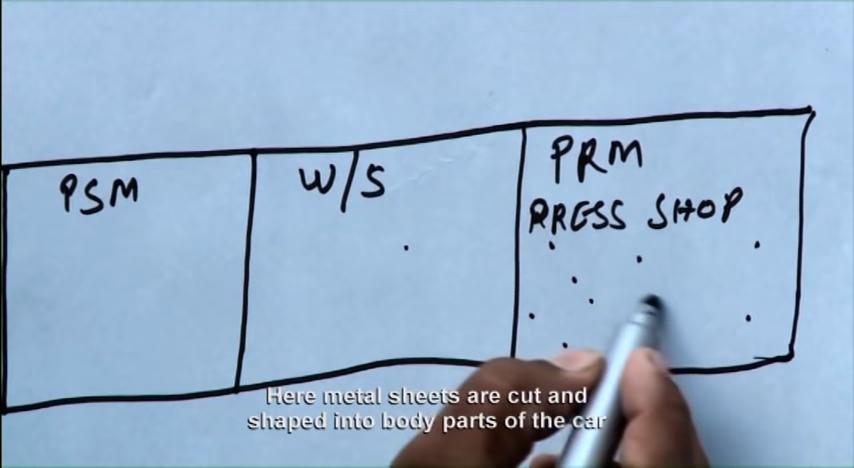 PSM
W/S
PRM
PRESS SHOP
Here metal sheets are cut and
shaped into body parts of the car